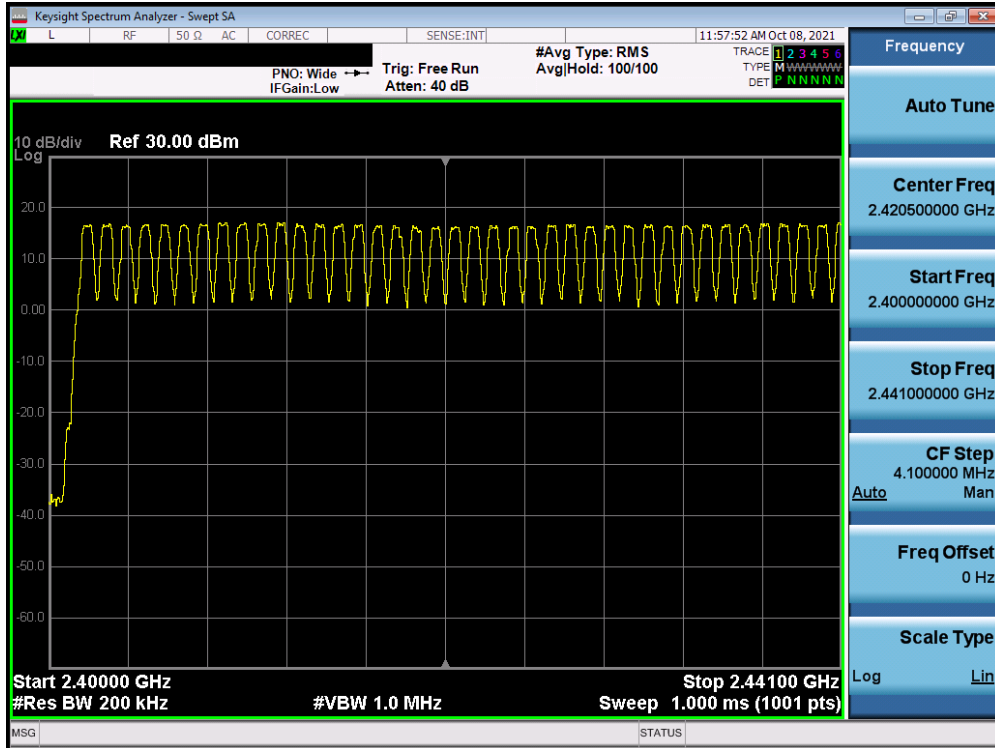 Keysight Spectrum Analyzer - Swept SA
LXI L RF 50 Ω AC CORREC SENSE:INT 11:57:52 AM Oct 08, 2021
PNO: Wide
IFGain:Low
Trig: Free Run
Atten: 40 dB
#Avg Type: RMS
Avg|Hold: 100/100
TRACE 1 2 3 4 5 6
TYPE M WWWWW
DET P N N N N N
10 dB/div Ref 30.00 dBm
Log
20.0
10.0
0.00
-10.0
-20.0
-30.0
-40.0
-50.0
-60.0
Start 2.40000 GHz Stop 2.44100 GHz
#Res BW 200 kHz #VBW 1.0 MHz Sweep 1.000 ms (1001 pts)
MSG STATUS
Frequency
Auto Tune
Center Freq
2.420500000 GHz
Start Freq
2.400000000 GHz
Stop Freq
2.441000000 GHz
CF Step
4.100000 MHz
Auto Man
Freq Offset
0 Hz
Scale Type
Log Lin